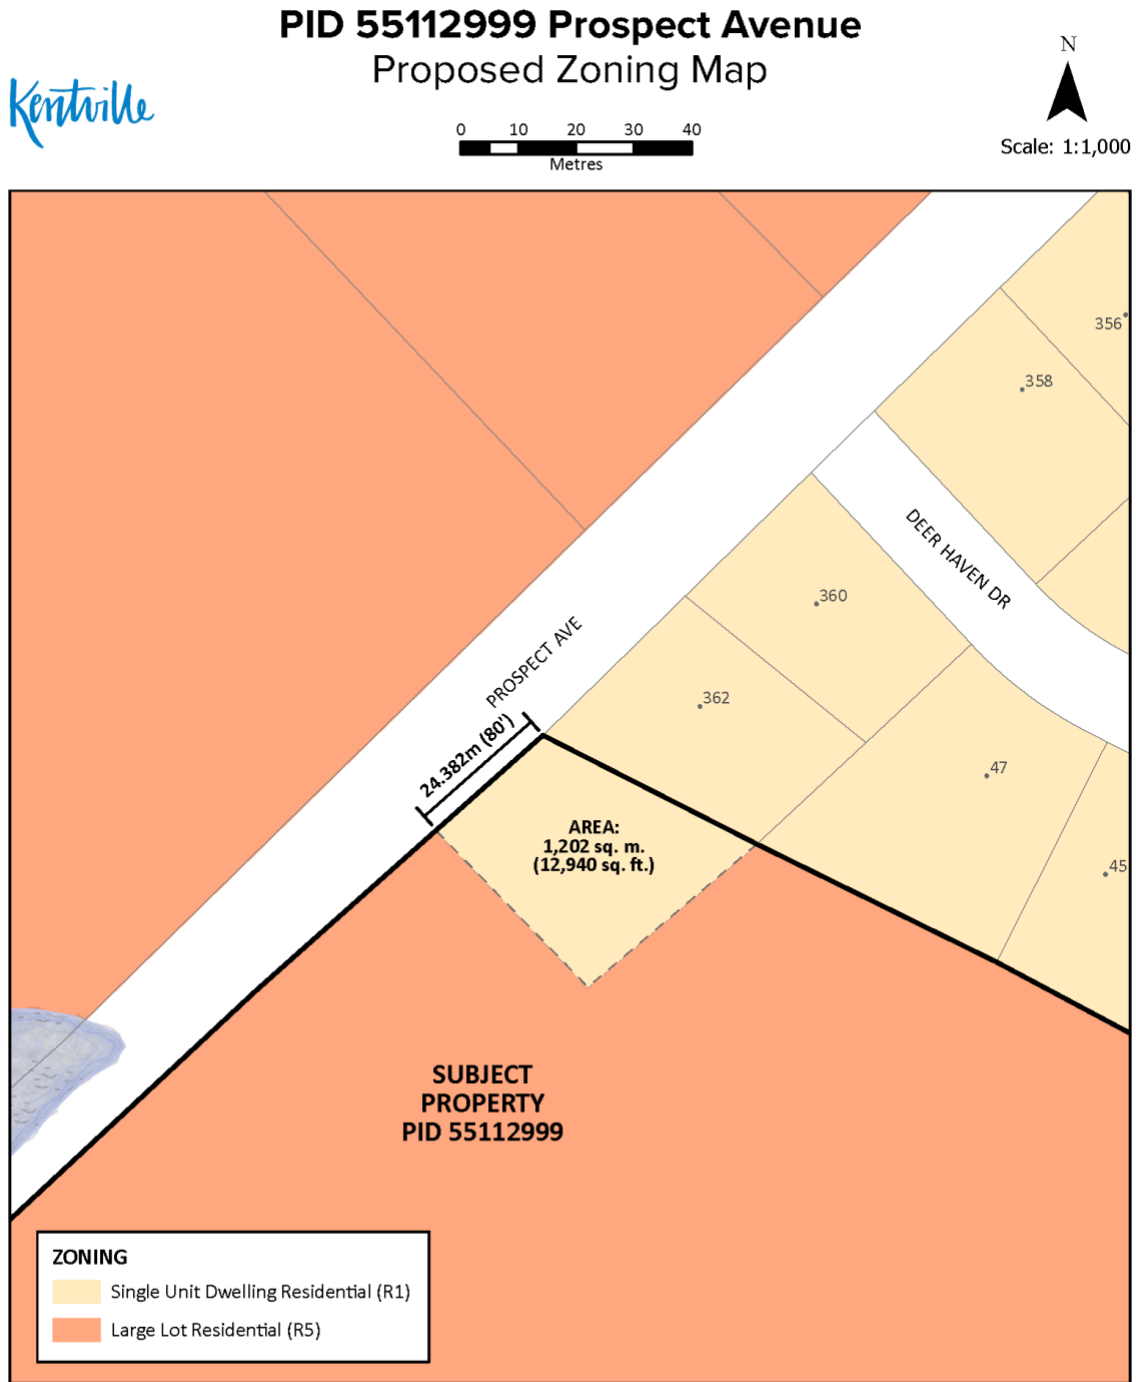 PID 55112999 Prospect Avenue
Proposed Zoning Map
Kentville
N
0 10 20 30 40
Metres
Scale: 1:1,000
356
358
DEER HAVEN DR
360
PROSPECT AVE
362
24.382m (80')
47
AREA:
1,202 sq. m.
(12,940 sq. ft.)
45
SUBJECT
PROPERTY
PID 55112999
ZONING
Single Unit Dwelling Residential (R1)
Large Lot Residential (R5)